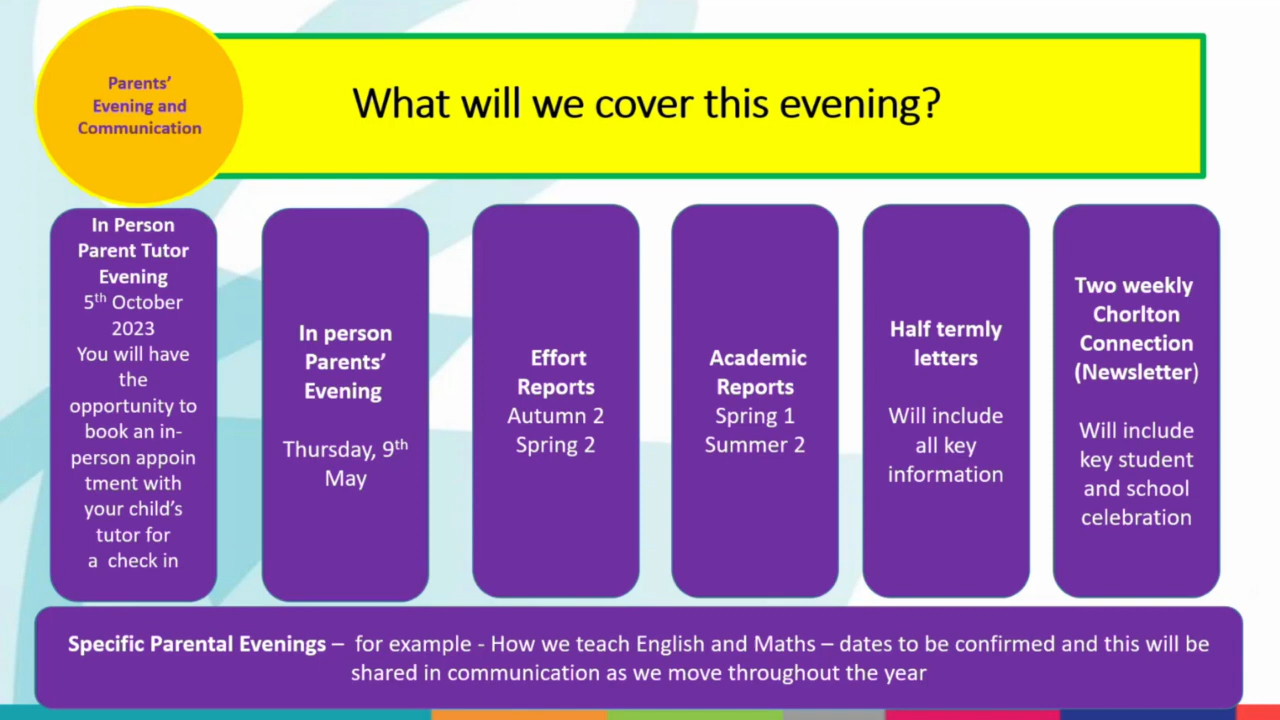 Parents’
Evening and
Communication
What will we cover this evening?
In Person
Parent Tutor
Evening
5th October
2023
You will have
the
opportunity to
book an in-
person appoin
tment with
your child’s
tutor for
a check in
In person
Parents’
Evening
Thursday, 9th
May
Effort
Reports
Autumn 2
Spring 2
Academic
Reports
Spring 1
Summer 2
Half termly
letters
Will include
all key
information
Two weekly
Chorlton
Connection
(Newsletter)
Will include
key student
and school
celebration
Specific Parental Evenings – for example - How we teach English and Maths – dates to be confirmed and this will be
shared in communication as we move throughout the year